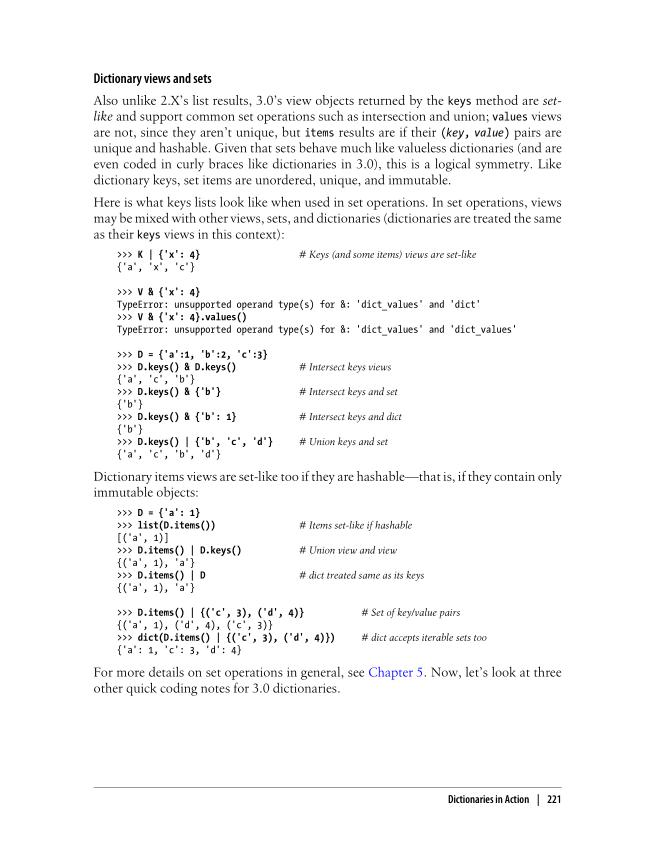 Dictionary views and sets
Also unlike 2.X's list results, 3.0's view objects returned by the keys method are set-
like and support common set operations such as intersection and union; values views
are not, since they aren't unique, but items results are if their (key, value) pairs are
unique and hashable. Given that sets behave much like valueless dictionaries (and are
even coded in curly braces like dictionaries in 3.0), this is a logical symmetry. Like
dictionary keys, set items are unordered, unique, and immutable.
Here is what keys lists look like when used in set operations. In set operations, views
may be mixed with other views, sets, and dictionaries (dictionaries are treated the same
as their keys views in this context):
>>> K | {'x': 4} # Keys (and some items) views are set-like
{'a', 'x', 'c'}
>>> V & {'x': 4}
TypeError: unsupported operand type(s) for &: 'dict_values' and 'dict'
>>> V & {'x': 4}.values()
TypeError: unsupported operand type(s) for &: 'dict_values' and 'dict_values'
>>> D = {'a':1, 'b':2, 'c':3}
>>> D.keys() & D.keys() # Intersect keys views
{'a', 'c', 'b'}
>>> D.keys() & {'b'} # Intersect keys and set
{'b'}
>>> D.keys() & {'b': 1} # Intersect keys and dict
{'b'}
>>> D.keys() | {'b', 'c', 'd'} # Union keys and set
{'a', 'c', 'b', 'd'}
Dictionary items views are set-like too if they are hashable—that is, if they contain only
immutable objects:
>>> D = {'a': 1}
>>> list(D.items()) # Items set-like if hashable
[('a', 1)]
>>> D.items() | D.keys() # Union view and view
{('a', 1), 'a'}
>>> D.items() | D # dict treated same as its keys
{('a', 1), 'a'}
>>> D.items() | {('c', 3), ('d', 4)} # Set of key/value pairs
{('a', 1), ('d', 4), ('c', 3)}
>>> dict(D.items() | {('c', 3), ('d', 4)}) # dict accepts iterable sets too
{'a': 1, 'c': 3, 'd': 4}
For more details on set operations in general, see Chapter 5. Now, let's look at three
other quick coding notes for 3.0 dictionaries.
Dictionaries in Action | 221